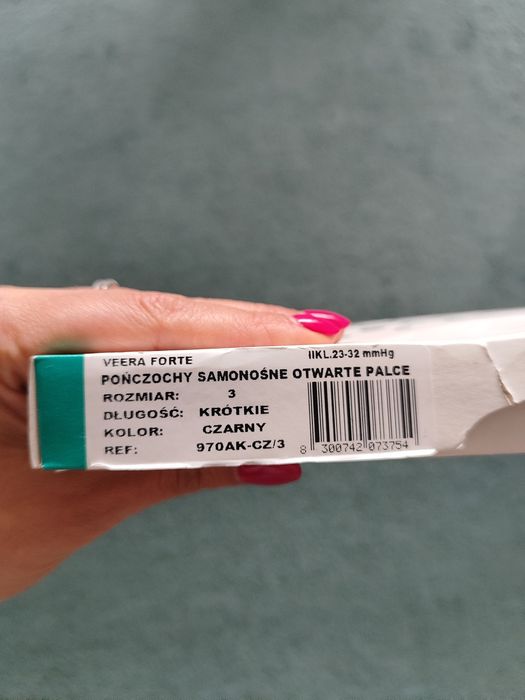 VEERA FORTE IIKL.23-32 mmHg
POŃCZOCHY SAMONOŚNE OTWARTE PALCE
ROZMIAR: 3
DŁUGOŚĆ: KRÓTKIE
KOLOR: CZARNY
REF: 970AK-CZ/3
8 300742 073754